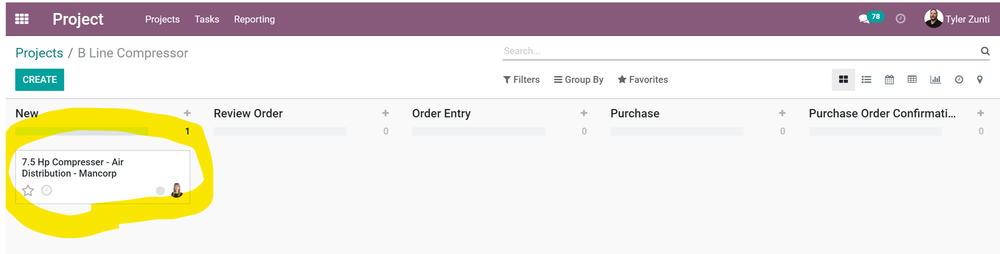 Project Projects Tasks Reporting 78 Tyler Zunti
Projects / B Line Compressor
Search...
CREATE
Filters Group By Favorites
New + Review Order + Order Entry + Purchase + Purchase Order Confirmati... +
1 0 0 0 0
7.5 Hp Compresser - Air
Distribution - Mancorp